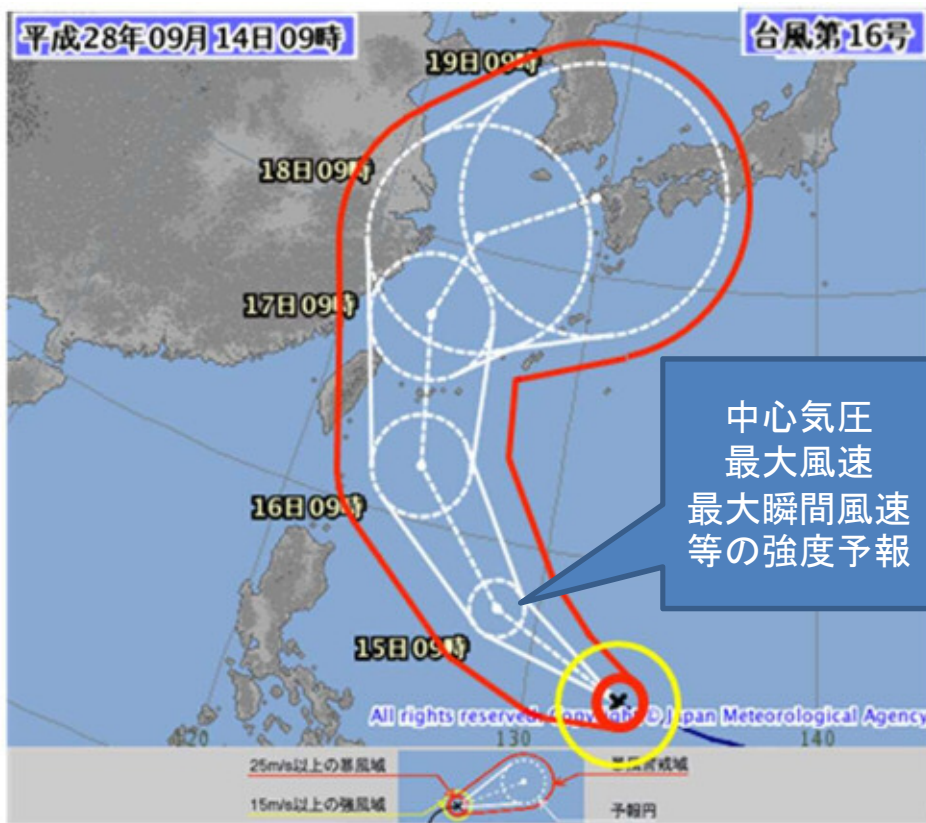 平成28年09月14日09時
台風第16号
19日09時
18日09時
17日09時
中心気圧
最大風速
最大瞬間風速
等の強度予報
16日09時
15日09時
All rights reserved. Copyright © Japan Meteorological Agency
120
130
140
25m/s以上の暴風域
暴風警戒域
15m/s以上の強風域
予報円